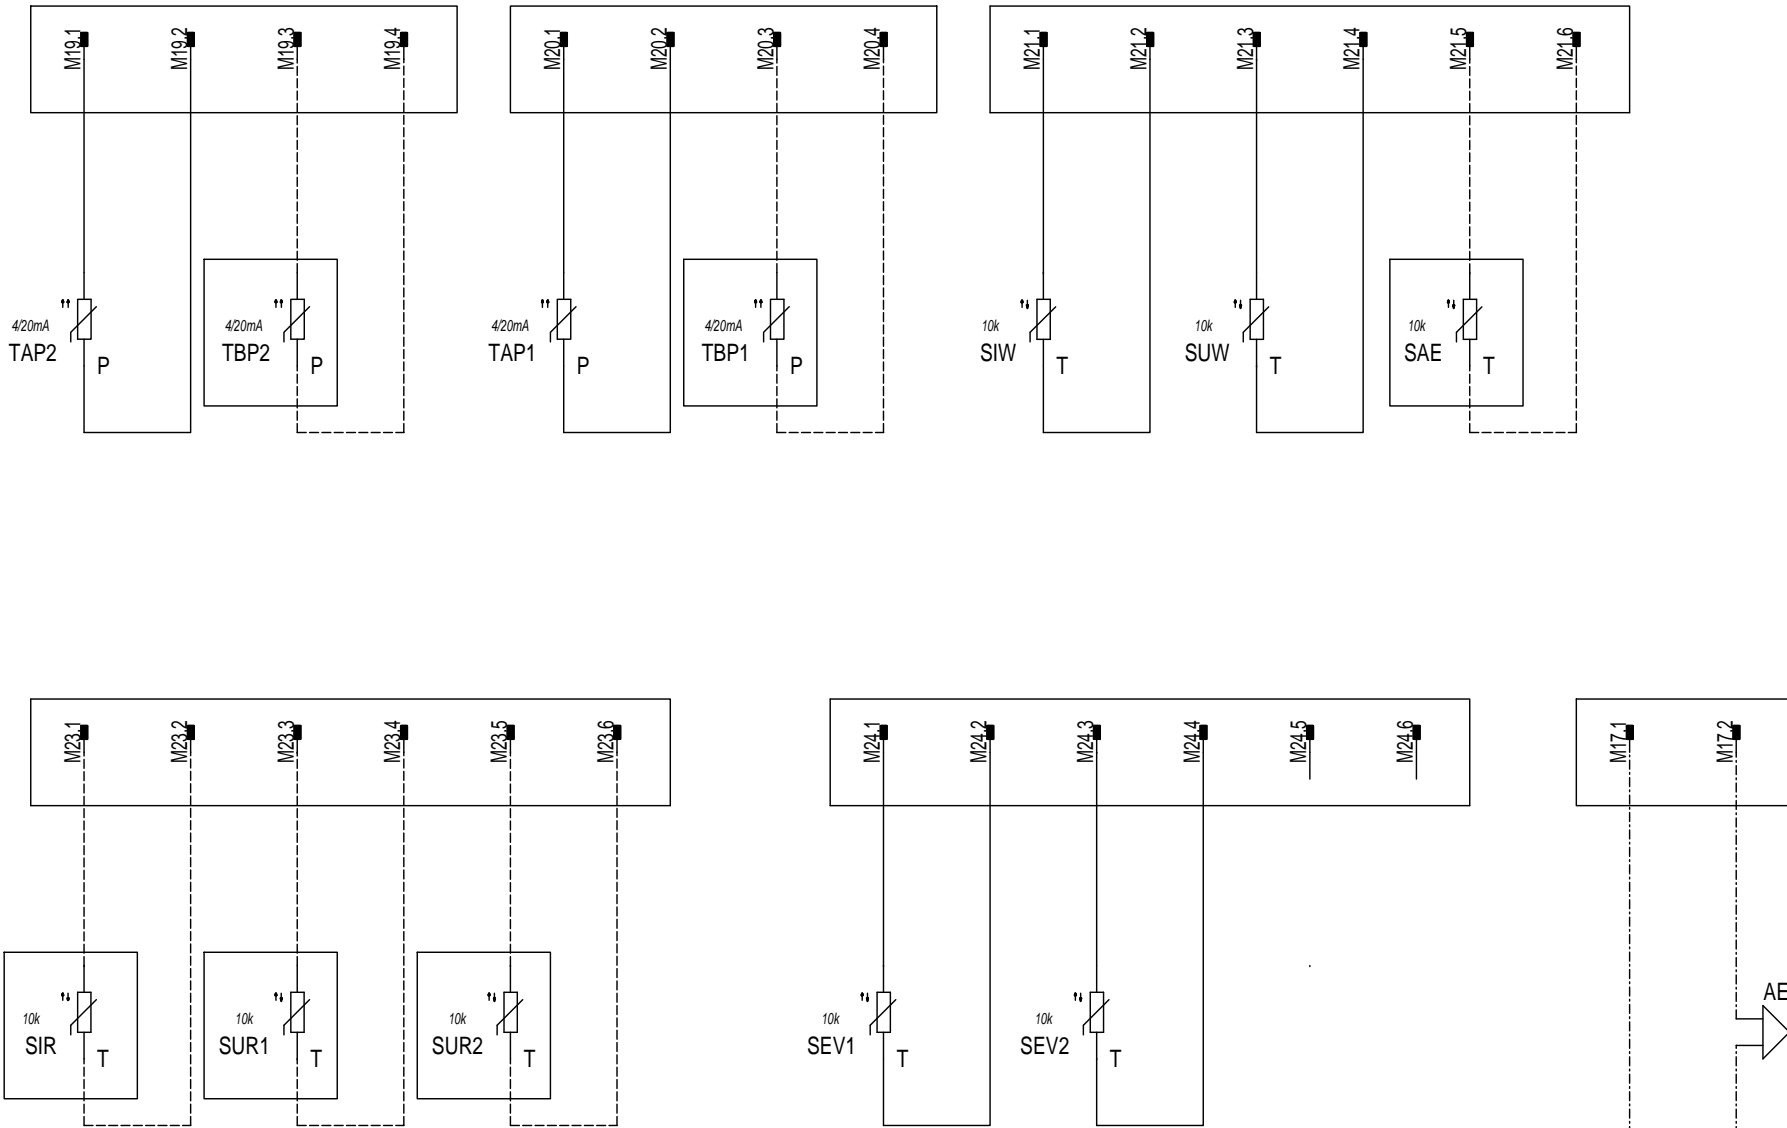 M19.1 M19.2 M19.3 M19.4 M20.1 M20.2 M20.3 M20.4 M21.1 M21.2 M21.3 M21.4 M21.5 M21.6
4/20mA 4/20mA 4/20mA 4/20mA 10k 10k 10k
TAP2 TBP2 TAP1 TBP1 SIW SUW SAE
P P P P T T T
M23.1 M23.2 M23.3 M23.4 M23.5 M23.6 M24.1 M24.2 M24.3 M24.4 M24.5 M24.6 M17.1 M17.2
AE
10k 10k 10k 10k 10k
SIR SUR1 SUR2 SEV1 SEV2
T T T T T